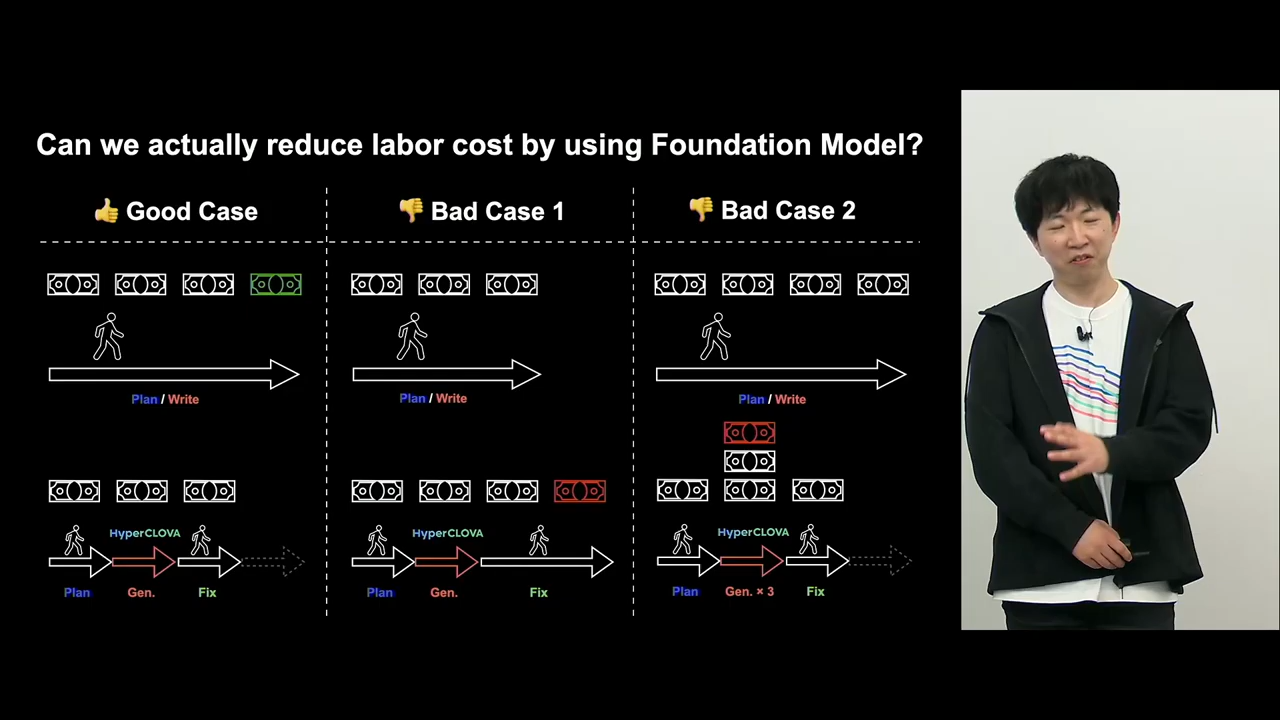 Can we actually reduce labor cost by using Foundation Model?
👍 Good Case
👎 Bad Case 1
👎 Bad Case 2
Plan / Write
Plan / Write
Plan / Write
HyperCLOVA
HyperCLOVA
HyperCLOVA
Plan Gen. Fix
Plan Gen. Fix
Plan Gen. × 3 Fix